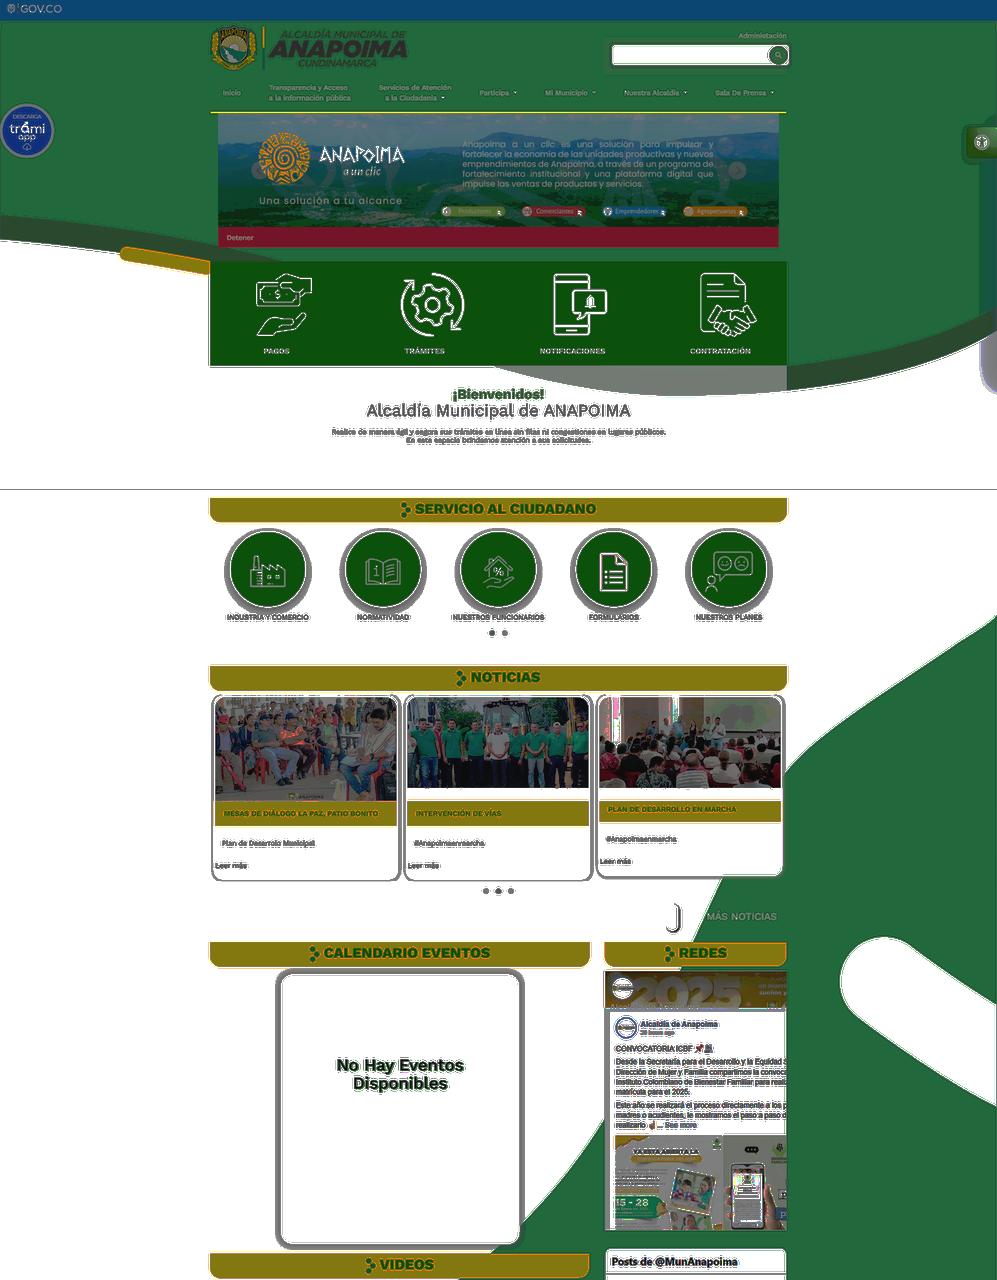 GOV.CO
ALCALDÍA MUNICIPAL DE
ANAPOIMA
CUNDINAMARCA
Administación
Inicio
Transparencia y Acceso
a la información pública
Servicios de Atención
a la Ciudadanía
Participa
Mi Municipio
Nuestra Alcaldía
Sala De Prensa
DESCARGA
trámi
app
ANAPOIMA
a un clic
Una solución a tu alcance
Anapoima a un clic es una solución para impulsar y
fortalecer la economía de las unidades productivas y nuevos
emprendimientos de Anapoima, a través de un programa de
fortalecimiento institucional y una plataforma digital que
impulse las ventas de productos y servicios.
Productores
Comerciantes
Emprendedores
Agropecuarios
Detener
PAGOS
TRÁMITES
NOTIFICACIONES
CONTRATACIÓN
¡Bienvenidos!
Alcaldía Municipal de ANAPOIMA
Realice de manera ágil y segura sus trámites en línea sin filas ni congestiones en lugares públicos.
En este espacio brindamos atención a sus solicitudes.
SERVICIO AL CIUDADANO
INDUSTRIA Y COMERCIO
NORMATIVIDAD
NUESTROS FUNCIONARIOS
FORMULARIOS
NUESTROS PLANES
NOTICIAS
MESAS DE DIÁLOGO LA PAZ, PATIO BONITO
Plan de Desarrolo Municipal
Leer más
INTERVENCIÓN DE VÍAS
#Anapoimaenmarcha
Leer más
PLAN DE DESARROLLO EN MARCHA
#Anapoimaenmarcha
Leer más
MÁS NOTICIAS
CALENDARIO EVENTOS
No Hay Eventos
Disponibles
REDES
2025
Alcaldía de Anapoima
20 hours ago
CONVOCATORIA ICBF
Desde la Secretaría para el Desarrollo y la Equidad S
Dirección de Mujer y Familia compartimos la convoc
Instituto Colombiano de Bienestar Familiar para reali
matrícula para el 2025.
Este año se realizará el proceso directamente a los p
madres o acudientes, le mostramos el paso a paso d
realizarlo ... See more
15 - 28
VIDEOS
Posts de @MunAnapoima